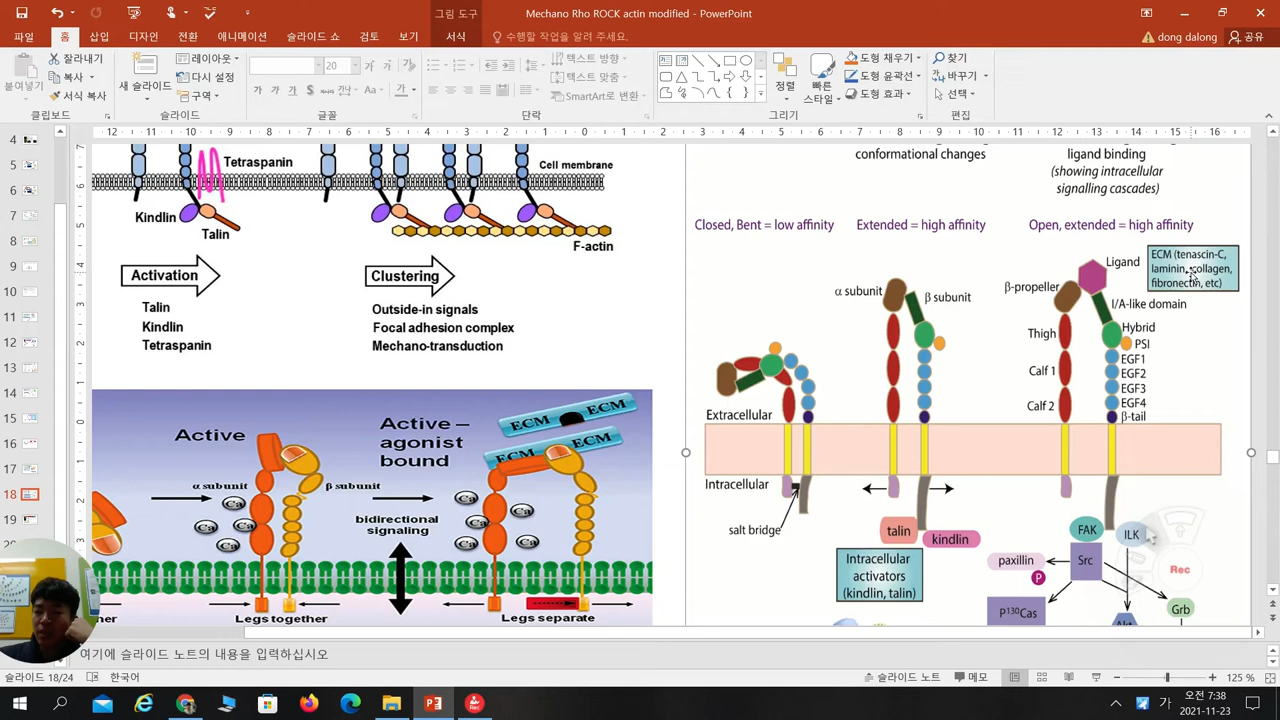 그림 도구
Mechano Rho ROCK actin modified - PowerPoint
파일
홈
삽입
디자인
전환
애니메이션
슬라이드 쇼
검토
보기
서식
수행할 작업을 알려 주세요.
dong dalong
공유
붙여넣기
잘라내기
복사
서식 복사
새 슬라이드
레이아웃
다시 설정
구역
20
텍스트 방향
텍스트 맞춤
SmartArt로 변환
정렬
빠른
스타일
도형 채우기
도형 윤곽선
도형 효과
찾기
바꾸기
선택
클립보드
슬라이드
글꼴
단락
그리기
편집
Tetraspanin
Cell membrane
Kindlin
Talin
F-actin
Activation
Clustering
Talin
Kindlin
Tetraspanin
Outside-in signals
Focal adhesion complex
Mechano-transduction
Active
Active –
agonist
bound
ECM
ECM
ECM
ECM
α subunit
β subunit
bidirectional
signaling
Ca
Ca
Ca
Ca
Ca
Ca
Ca
Ca
Legs together
Legs separate
conformational changes
ligand binding
(showing intracellular
signalling cascades)
Closed, Bent = low affinity
Extended = high affinity
Open, extended = high affinity
Ligand
ECM (tenascin-C,
laminin, collagen,
fibronectin, etc)
α subunit
β subunit
β-propeller
I/A-like domain
Thigh
Hybrid
PSI
EGF1
Calf 1
EGF2
EGF3
Calf 2
EGF4
β-tail
Extracellular
Intracellular
salt bridge
talin
kindlin
Intracellular
activators
(kindlin, talin)
FAK
ILK
paxillin
Src
P
P130Cas
Akt
Grb
Rec
여기에 슬라이드 노트의 내용을 입력하십시오
슬라이드 18/24
한국어
슬라이드 노트
메모
125 %
오전 7:38
2021-11-23